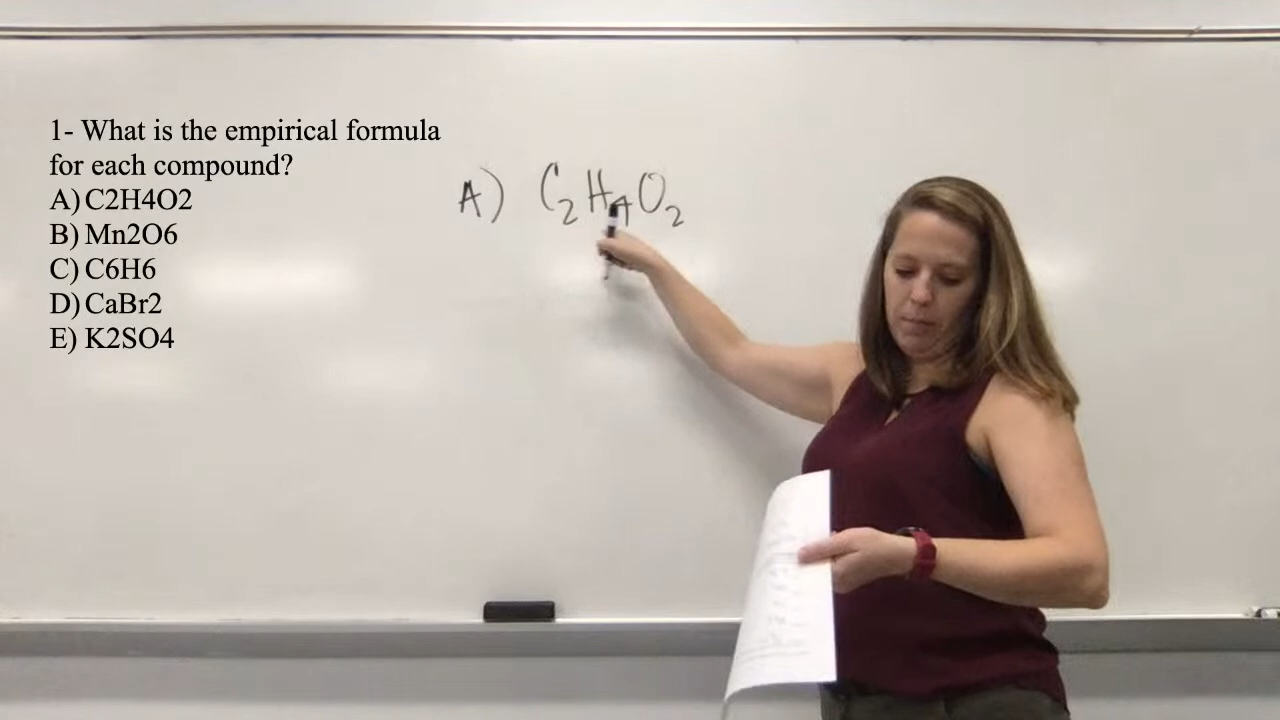 1- What is the empirical formula
for each compound?
A) C2H4O2
B) Mn2O6
C) C6H6
D) CaBr2
E) K2SO4
A) C₂H₄O₂